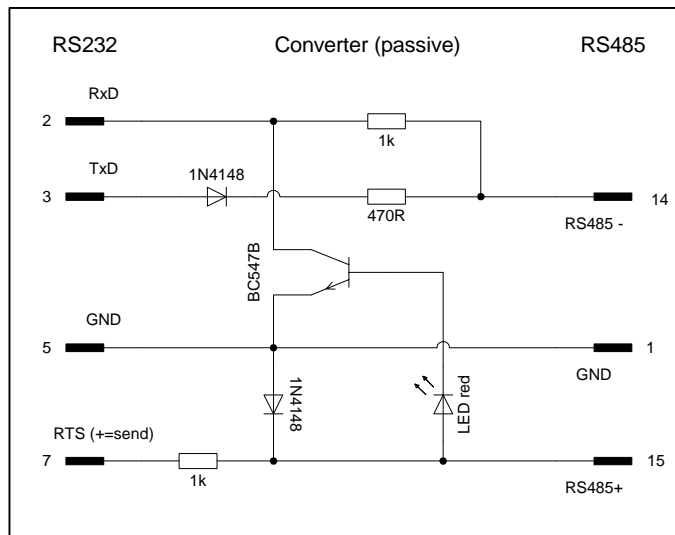 RS232 Converter (passive) RS485
RxD
2
1k
TxD
3
1N4148
470R
14
RS485 -
BC547B
GND
5
1
GND
1N4148
LED red
RTS (+=send)
7
1k
15
RS485+